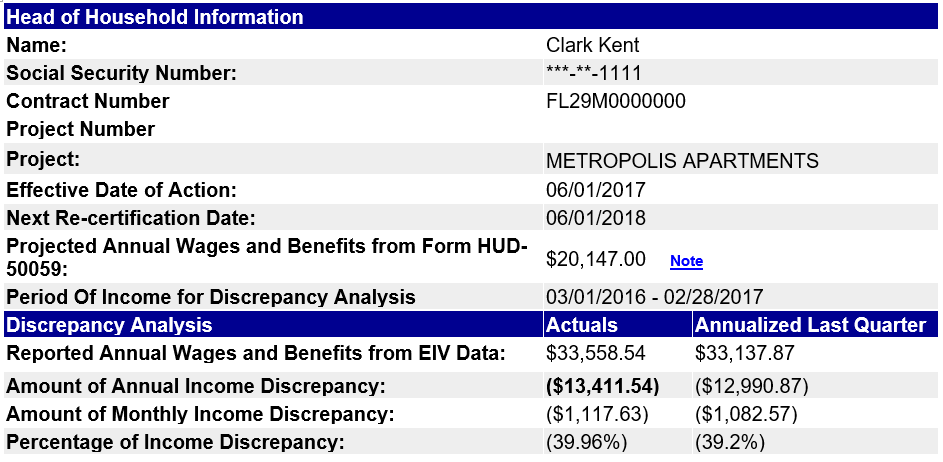 Head of Household Information
Name: Clark Kent
Social Security Number: ***-**-1111
Contract Number FL29M0000000
Project Number
Project: METROPOLIS APARTMENTS
Effective Date of Action: 06/01/2017
Next Re-certification Date: 06/01/2018
Projected Annual Wages and Benefits from Form HUD-
50059: $20,147.00 Note
Period Of Income for Discrepancy Analysis 03/01/2016 - 02/28/2017
Discrepancy Analysis Actuals Annualized Last Quarter
Reported Annual Wages and Benefits from EIV Data: $33,558.54 $33,137.87
Amount of Annual Income Discrepancy: ($13,411.54) ($12,990.87)
Amount of Monthly Income Discrepancy: ($1,117.63) ($1,082.57)
Percentage of Income Discrepancy: (39.96%) (39.2%)